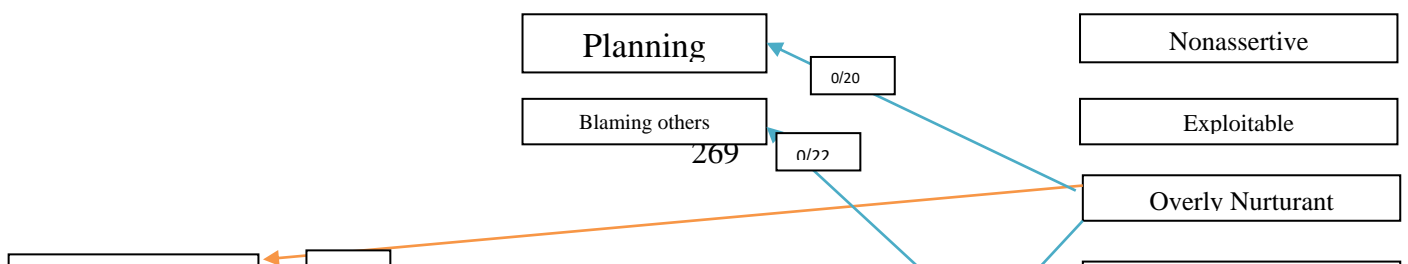 Planning
Nonassertive
0/20
Blaming others
Exploitable
269
0/22
Overly Nurturant